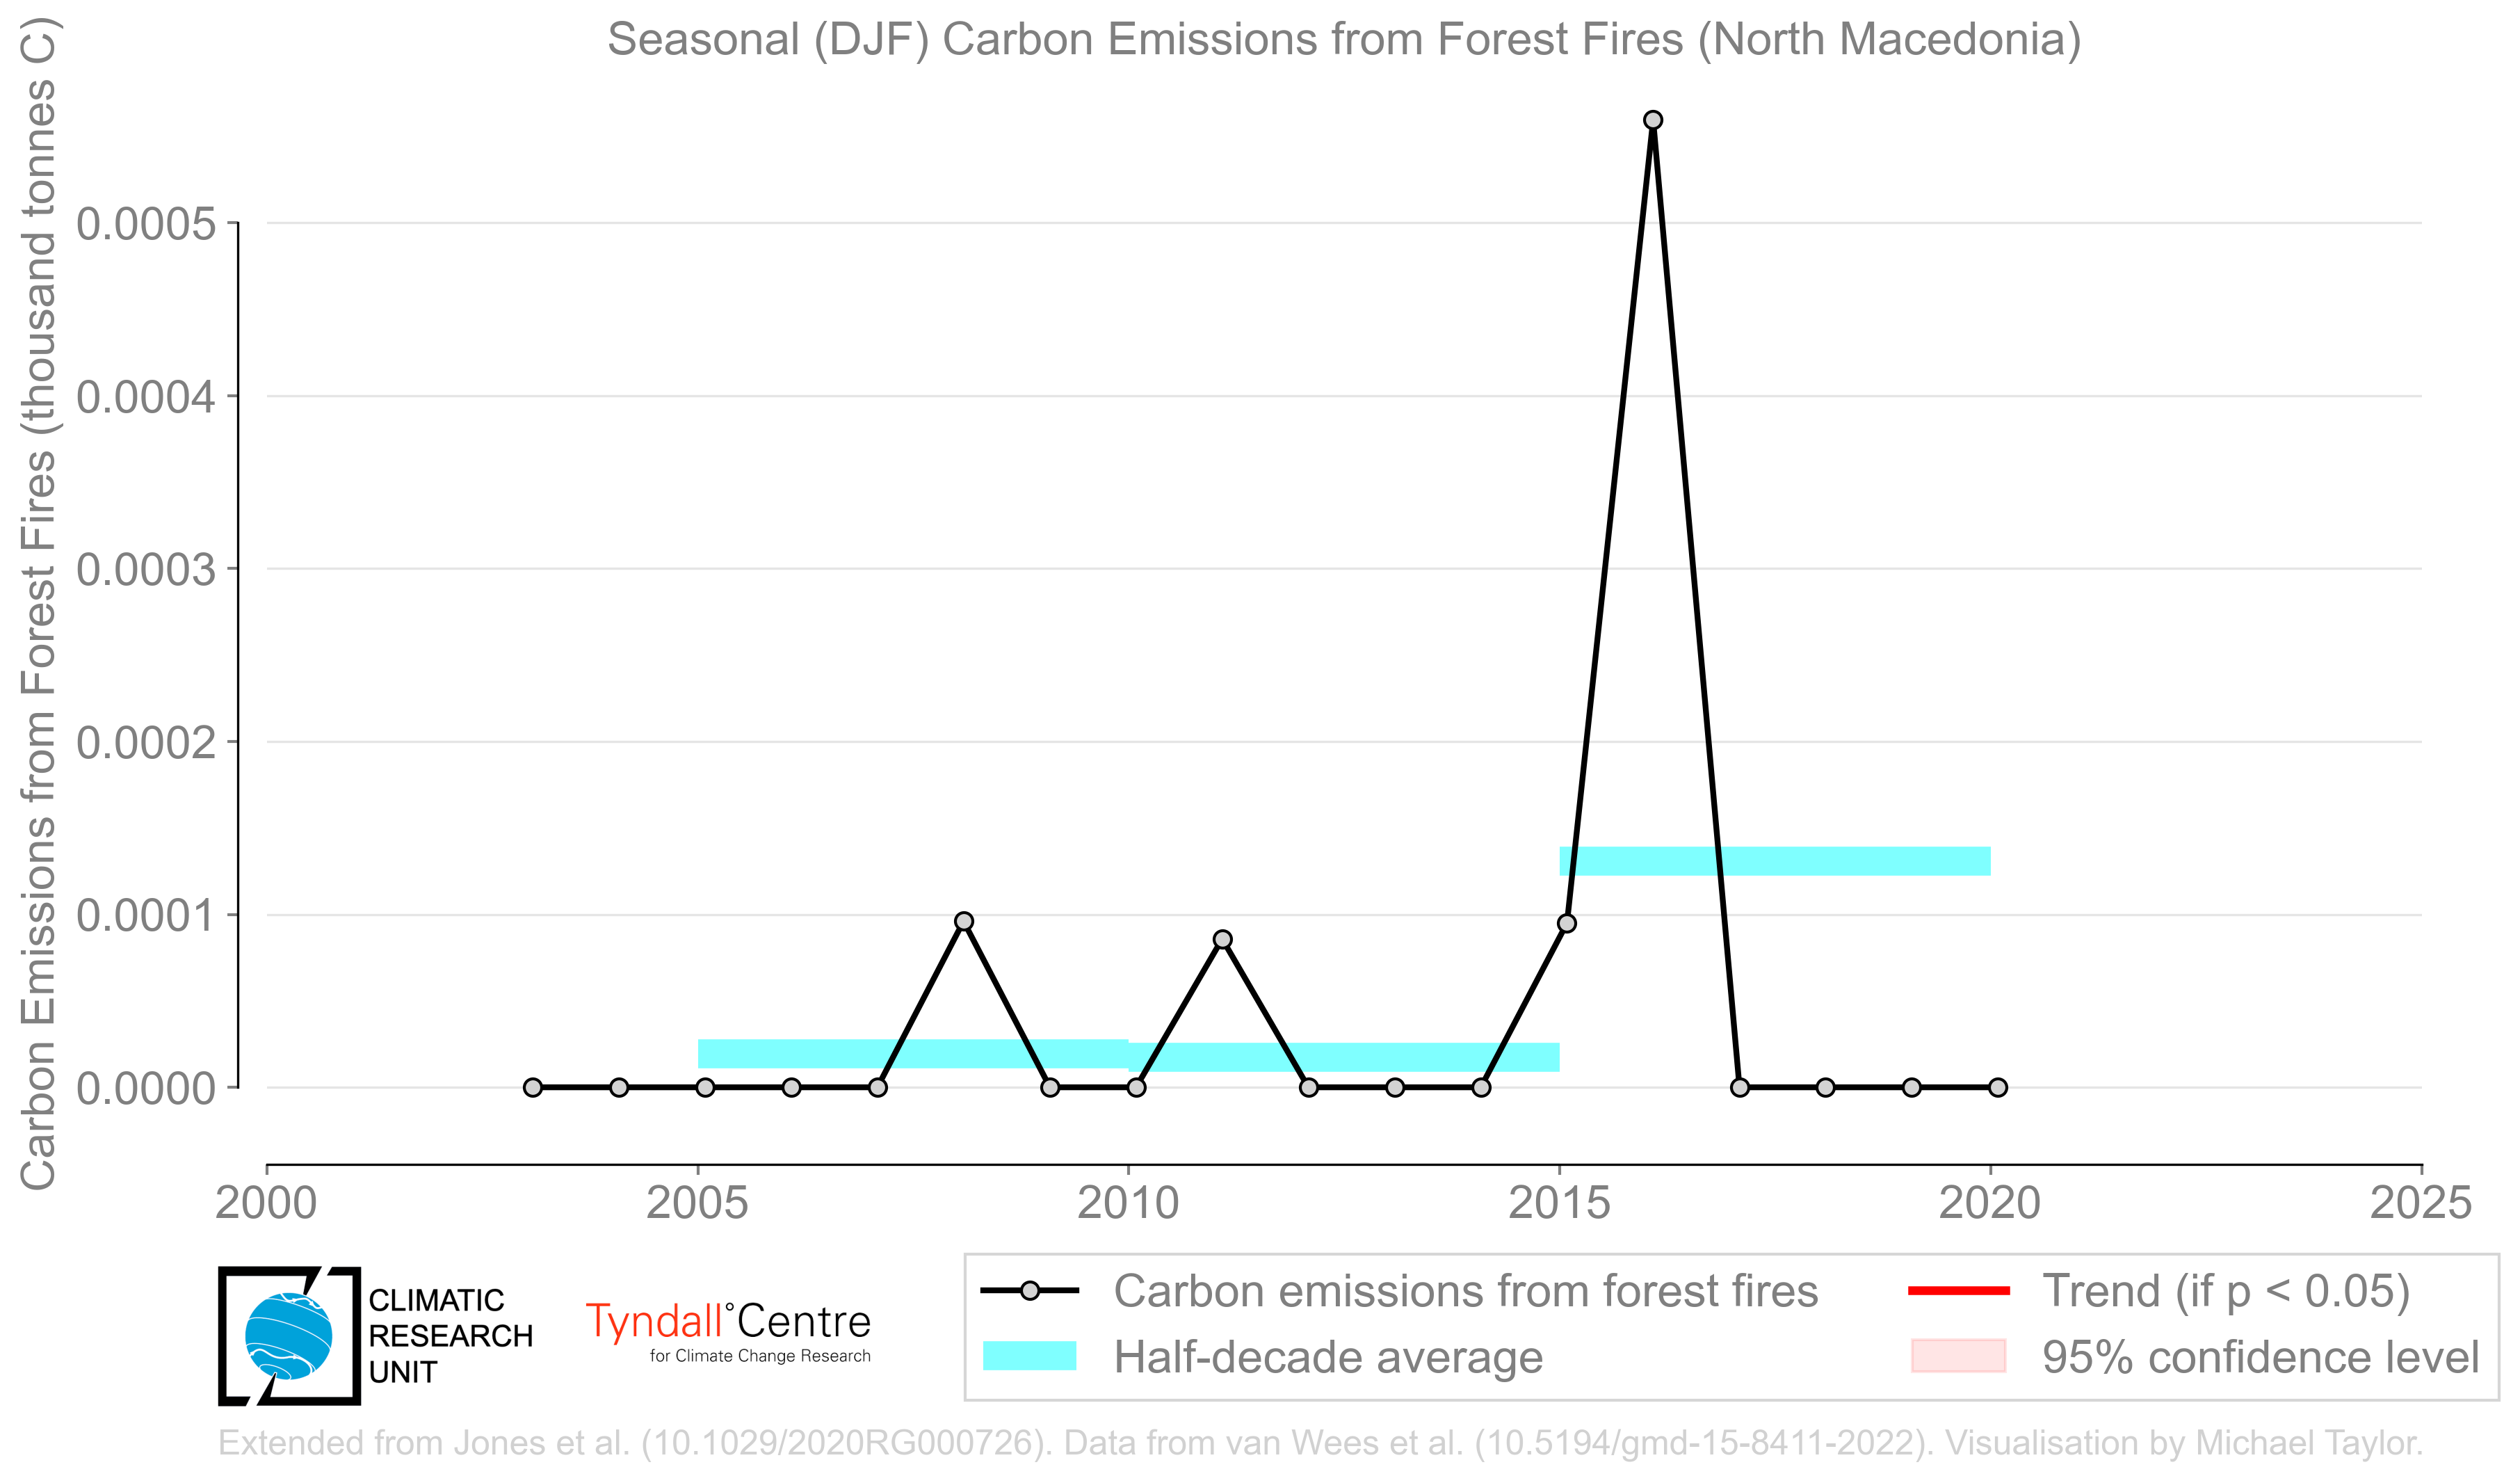 Seasonal (DJF) Carbon Emissions from Forest Fires (North Macedonia)
Carbon Emissions from Forest Fires (thousand tonnes C)
0.0005
0.0004
0.0003
0.0002
0.0001
0.0000
2000 2005 2010 2015 2020 2025
CLIMATIC
RESEARCH
UNIT
Tyndall°Centre
for Climate Change Research
Carbon emissions from forest fires
Half-decade average
Trend (if p < 0.05)
95% confidence level
Extended from Jones et al. (10.1029/2020RG000726). Data from van Wees et al. (10.5194/gmd-15-8411-2022). Visualisation by Michael Taylor.